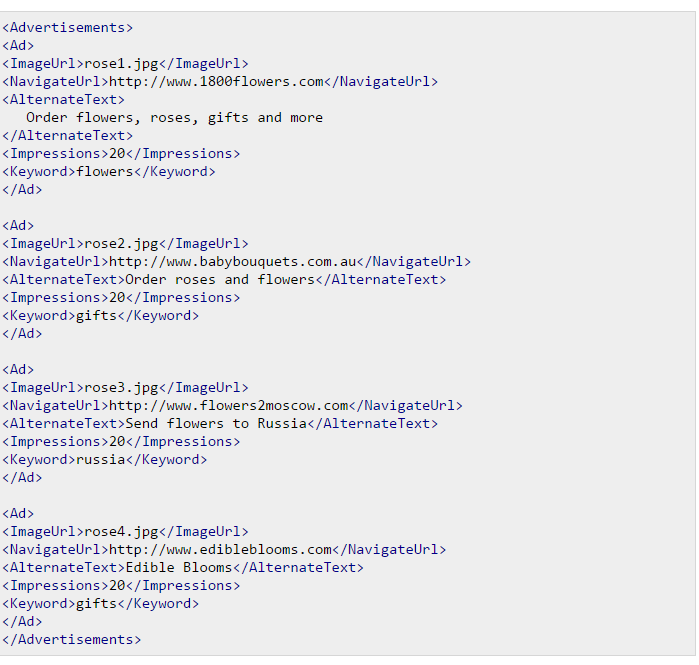 <Advertisements>
<Ad>
<ImageUrl>rose1.jpg</ImageUrl>
<NavigateUrl>http://www.1800flowers.com</NavigateUrl>
<AlternateText>
   Order flowers, roses, gifts and more
</AlternateText>
<Impressions>20</Impressions>
<Keyword>flowers</Keyword>
</Ad>

<Ad>
<ImageUrl>rose2.jpg</ImageUrl>
<NavigateUrl>http://www.babybouquets.com.au</NavigateUrl>
<AlternateText>Order roses and flowers</AlternateText>
<Impressions>20</Impressions>
<Keyword>gifts</Keyword>
</Ad>

<Ad>
<ImageUrl>rose3.jpg</ImageUrl>
<NavigateUrl>http://www.flowers2moscow.com</NavigateUrl>
<AlternateText>Send flowers to Russia</AlternateText>
<Impressions>20</Impressions>
<Keyword>russia</Keyword>
</Ad>

<Ad>
<ImageUrl>rose4.jpg</ImageUrl>
<NavigateUrl>http://www.edibleblooms.com</NavigateUrl>
<AlternateText>Edible Blooms</AlternateText>
<Impressions>20</Impressions>
<Keyword>gifts</Keyword>
</Ad>
</Advertisements>